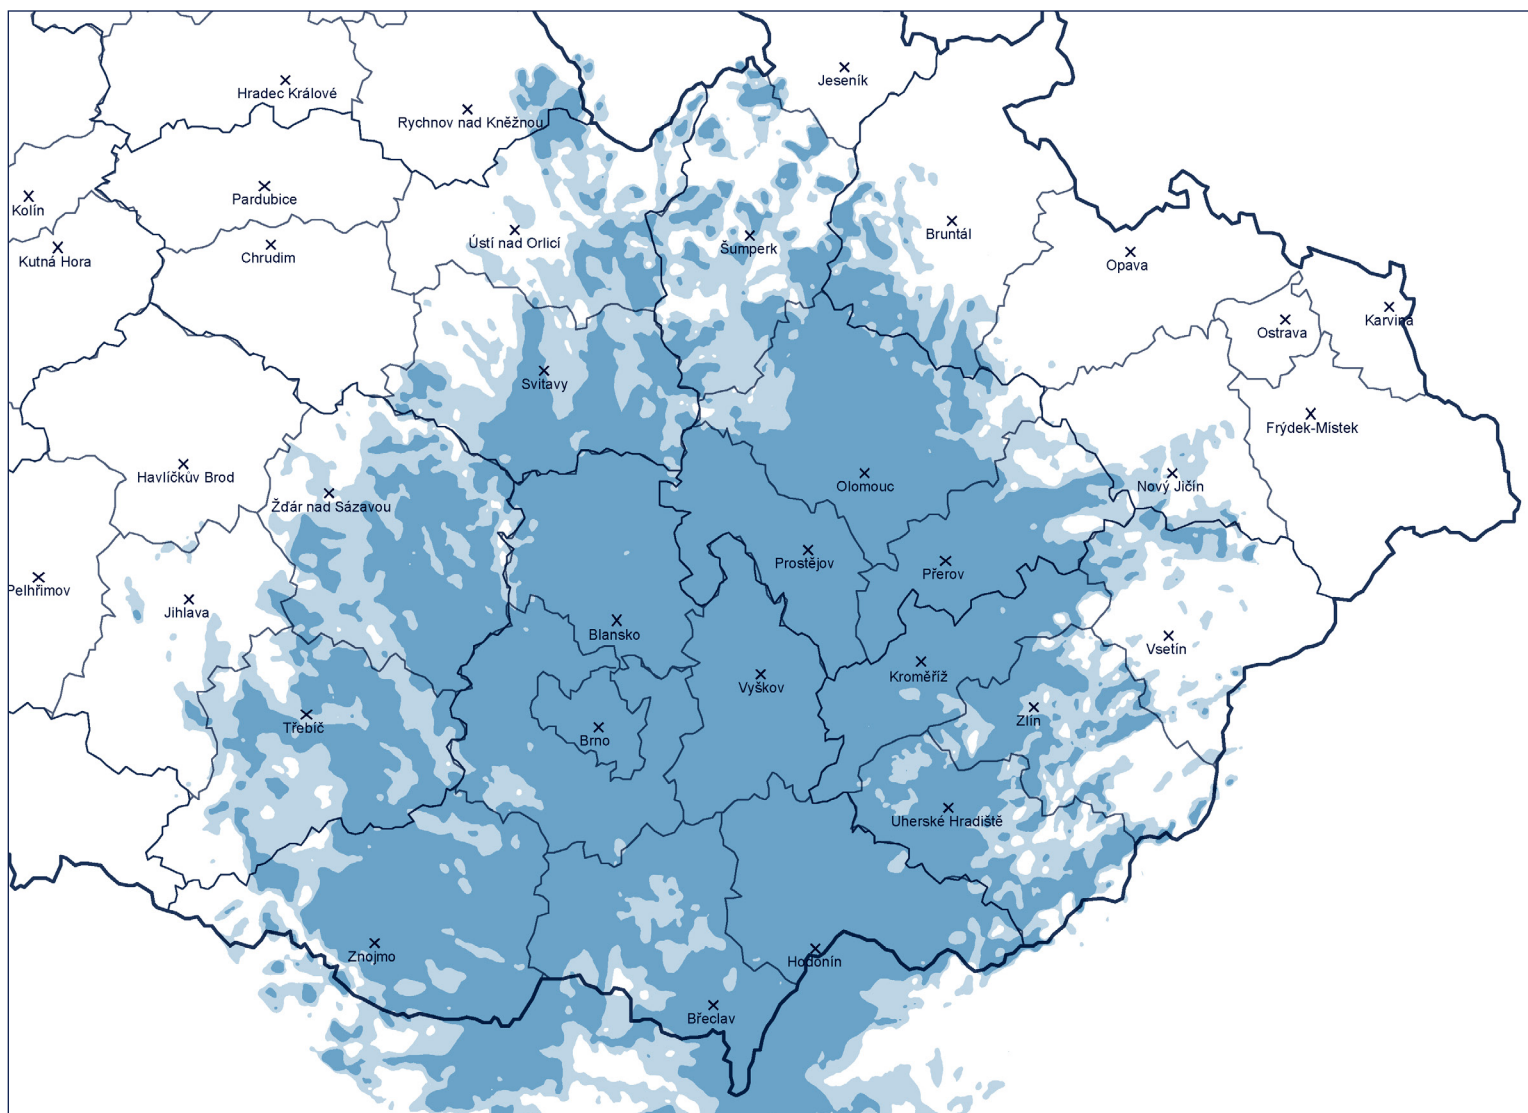 Jeseník
Hradec Králové
Rychnov nad Kněžnou
Kolín
Pardubice
Ústí nad Orlicí
Šumperk
Bruntál
Kutná Hora
Chrudim
Opava
Ostrava
Karviná
Svitavy
Frýdek-Místek
Havlíčkův Brod
Olomouc
Nový Jičín
Žďár nad Sázavou
Prostějov
Přerov
Pelhřimov
Jihlava
Blansko
Vsetín
Kroměříž
Vyškov
Třebíč
Zlín
Brno
Uherské Hradiště
Znojmo
Hodonín
Břeclav